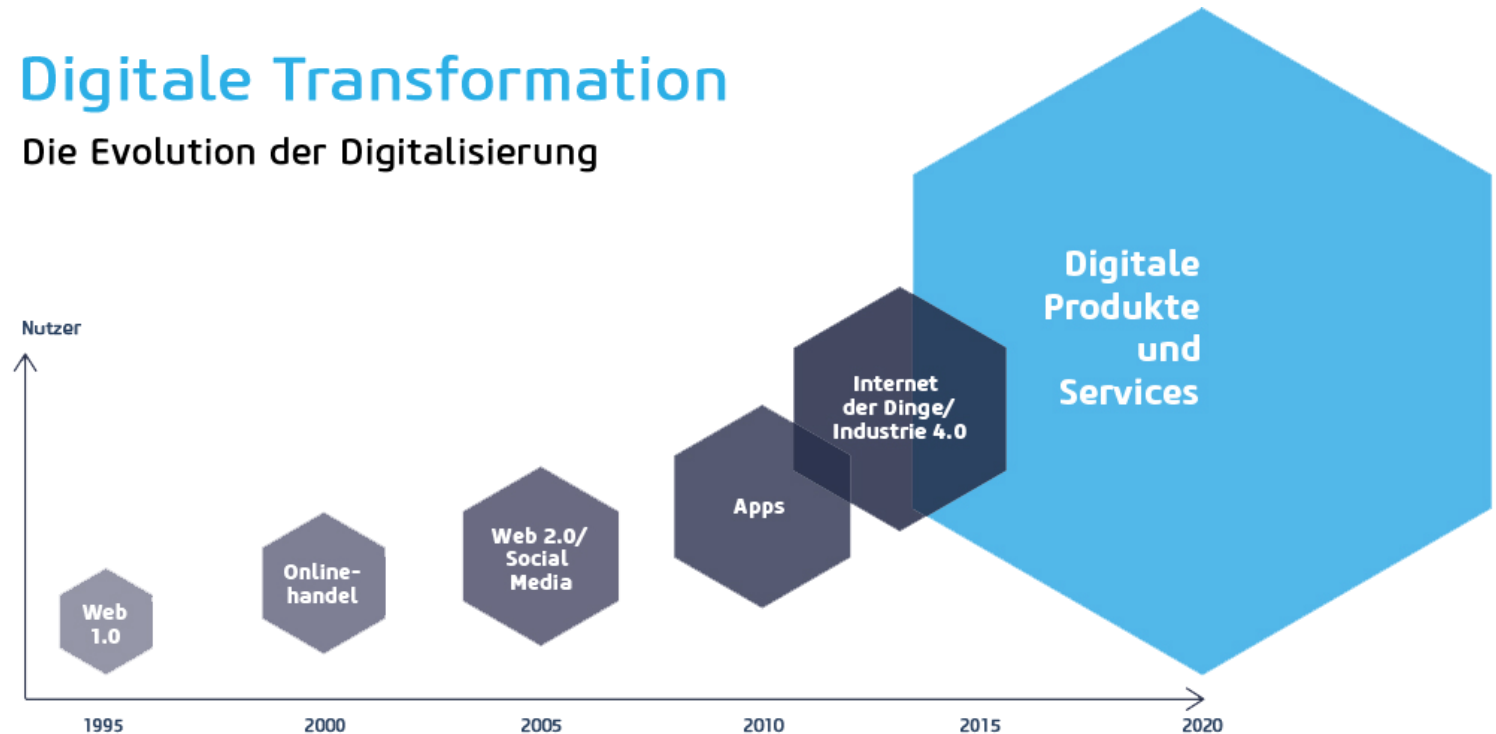 Digitale Transformation
Die Evolution der Digitalisierung
Nutzer
Web
1.0
Online-
handel
Web 2.0/
Social
Media
Apps
Internet
der Dinge/
Industrie 4.0
Digitale
Produkte
und
Services
1995
2000
2005
2010
2015
2020